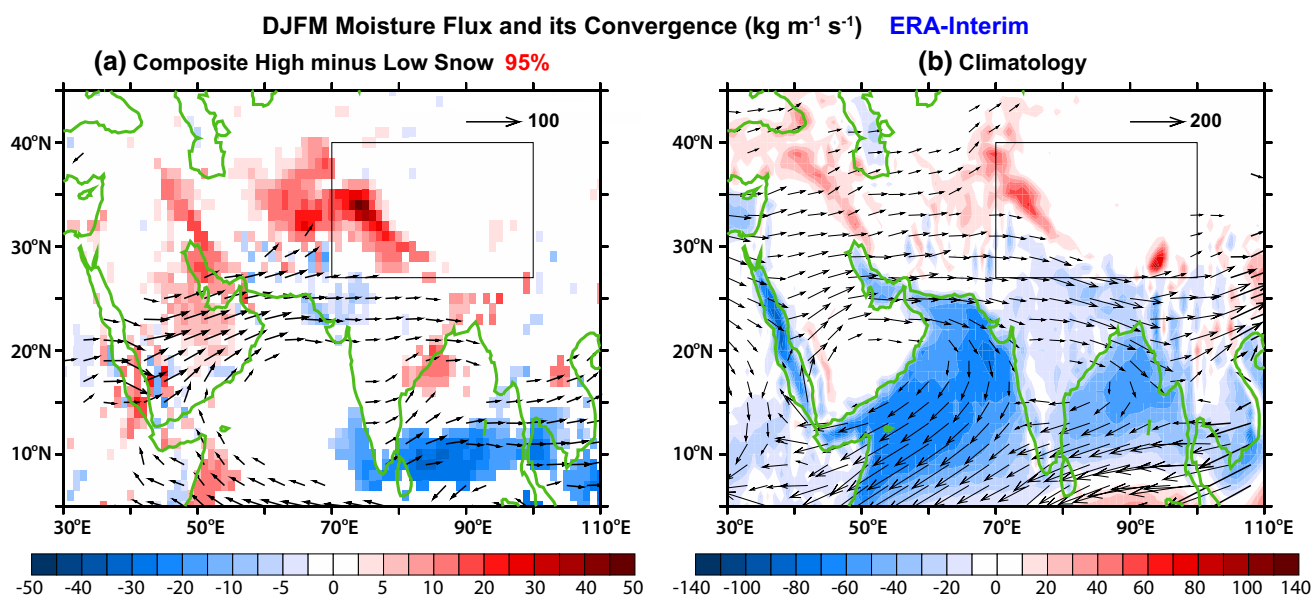 DJFM Moisture Flux and its Convergence (kg m⁻¹ s⁻¹) ERA-Interim
(a) Composite High minus Low Snow 95%
(b) Climatology
100
200
40°N
30°N
20°N
10°N
30°E 50°E 70°E 90°E 110°E
40°N
30°N
20°N
10°N
30°E 50°E 70°E 90°E 110°E
-50 -40 -30 -20 -10 -5 0 5 10 20 30 40 50
-140 -100 -80 -60 -40 -20 0 20 40 60 80 100 140